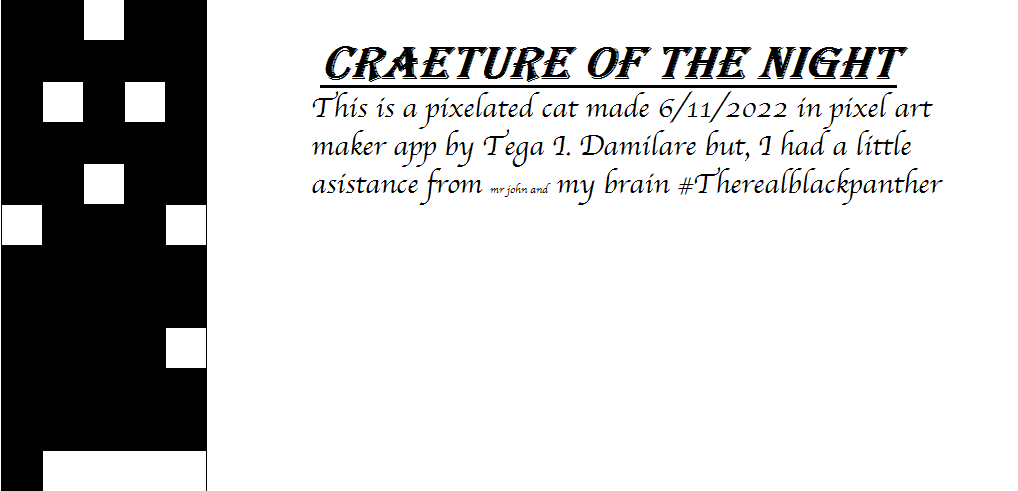 CRAETURE OF THE NIGHT
This is a pixelated cat made 6/11/2022 in pixel art
maker app by Tega I. Damilare but, I had a little
asistance from mr john and my brain #Therealblackpanther